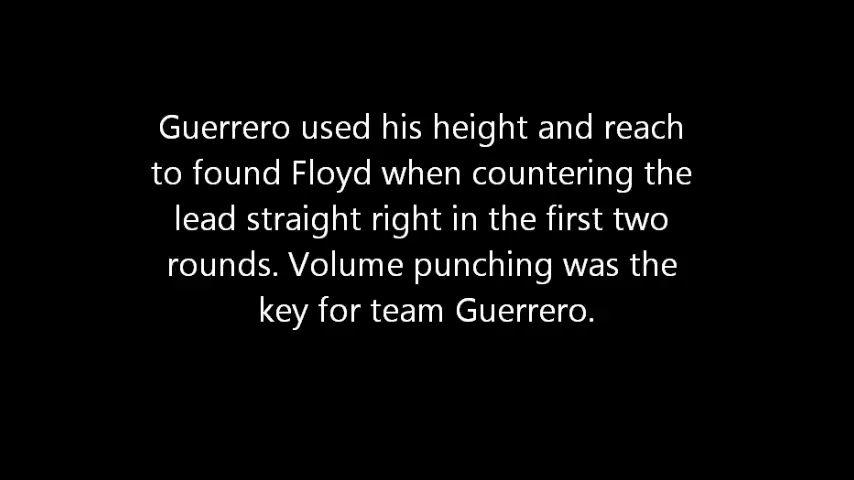 Guerrero used his height and reach
to found Floyd when countering the
lead straight right in the first two
rounds. Volume punching was the
key for team Guerrero.